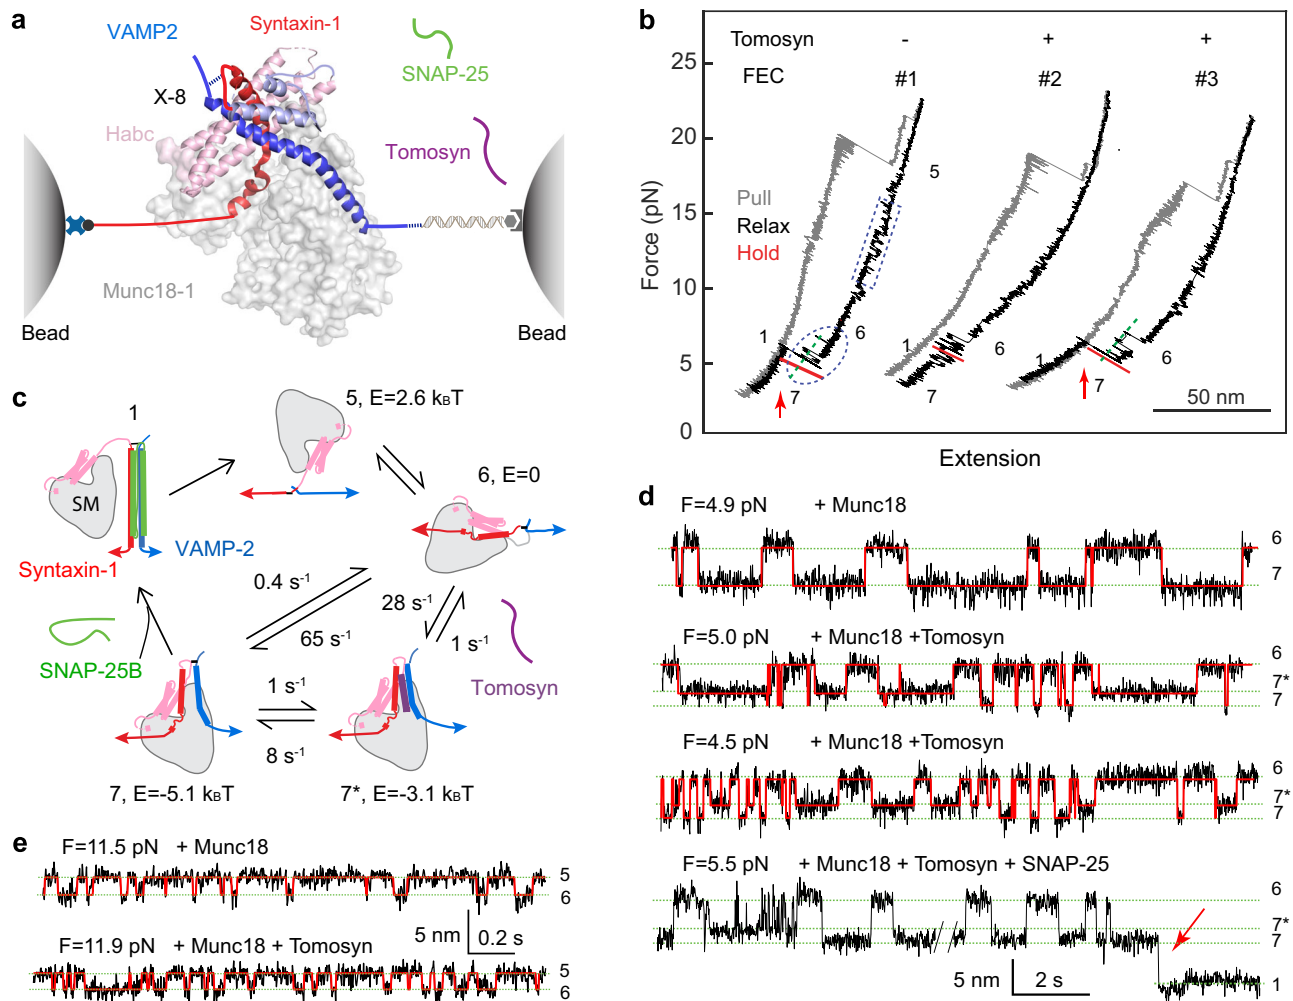 a
VAMP2
Syntaxin-1
SNAP-25
X-8
Habc
Tomosyn
Munc18-1
Bead
Bead
b
Tomosyn - + +
FEC #1 #2 #3
25
20
15
10
5
0
Force (pN)
Pull
Relax
Hold
5
1
6
7
1
6
7
1
6
7
50 nm
Extension
c
1
5, E=2.6 kBT
6, E=0
SM
VAMP-2
Syntaxin-1
0.4 s-1
65 s-1
28 s-1
1 s-1
SNAP-25B
Tomosyn
1 s-1
8 s-1
7, E=-5.1 kBT
7*, E=-3.1 kBT
d
F=4.9 pN + Munc18
6
7
F=5.0 pN + Munc18 +Tomosyn
6
7*
7
F=4.5 pN + Munc18 +Tomosyn
6
7*
7
F=5.5 pN + Munc18 + Tomosyn + SNAP-25
6
7*
7
1
5 nm
2 s
e
F=11.5 pN + Munc18
5
6
5 nm
0.2 s
F=11.9 pN + Munc18 + Tomosyn
5
6